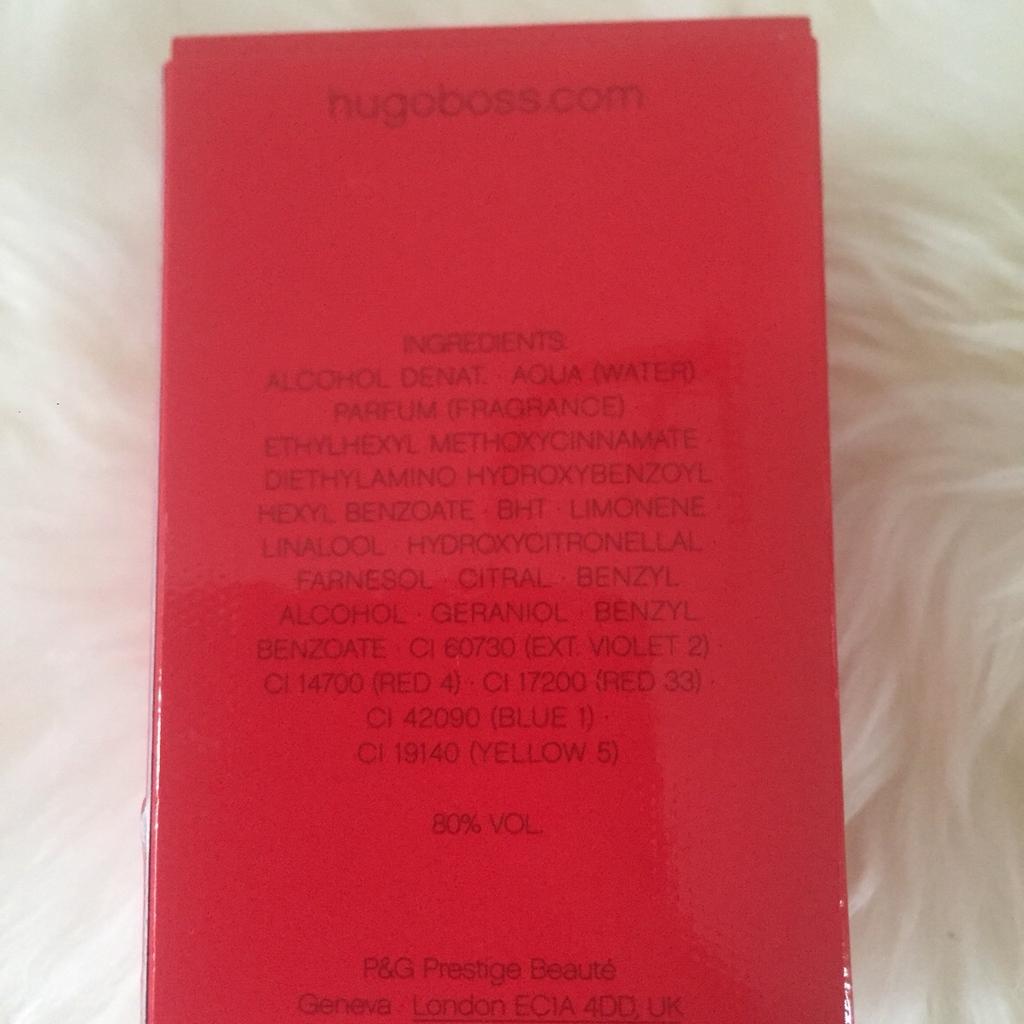 hugoboss.com
INGREDIENTS:
ALCOHOL DENAT. · AQUA (WATER)
PARFUM (FRAGRANCE) ·
ETHYLHEXYL METHOXYCINNAMATE ·
DIETHYLAMINO HYDROXYBENZOYL
HEXYL BENZOATE · BHT · LIMONENE ·
LINALOOL · HYDROXYCITRONELLAL ·
FARNESOL · CITRAL · BENZYL
ALCOHOL · GERANIOL · BENZYL
BENZOATE · CI 60730 (EXT. VIOLET 2) ·
CI 14700 (RED 4) · CI 17200 (RED 33) ·
CI 42090 (BLUE 1) ·
CI 19140 (YELLOW 5)
80% VOL.
P&G Prestige Beauté
Geneva · London EC1A 4DD, UK